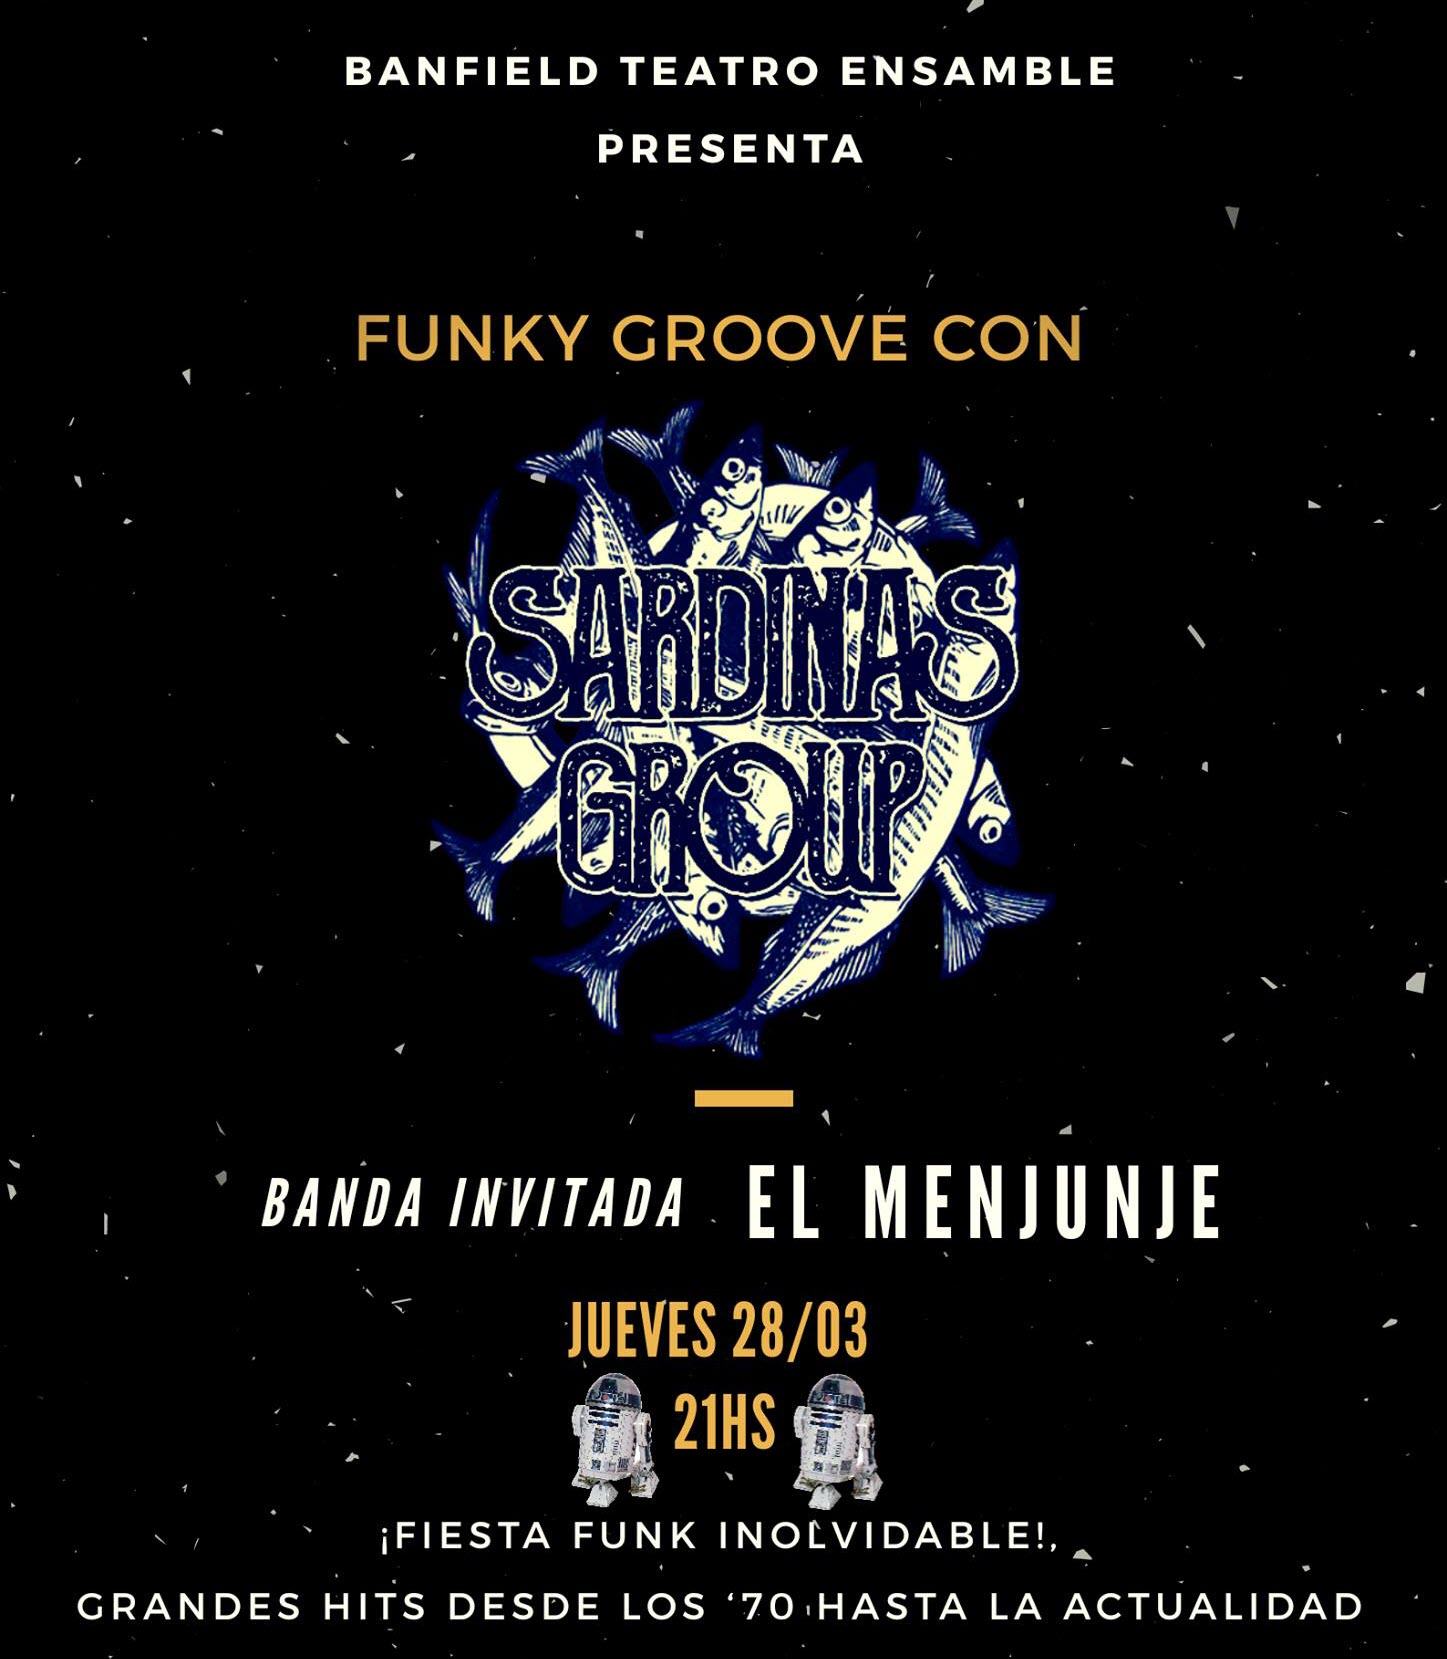 BANFIELD TEATRO ENSAMBLE
PRESENTA
FUNKY GROOVE CON
SARDINAS
GROUP
BANDA INVITADA EL MENJUNJE
JUEVES 28/03
21HS
¡FIESTA FUNK INOLVIDABLE!,
GRANDES HITS DESDE LOS ‘70 HASTA LA ACTUALIDAD